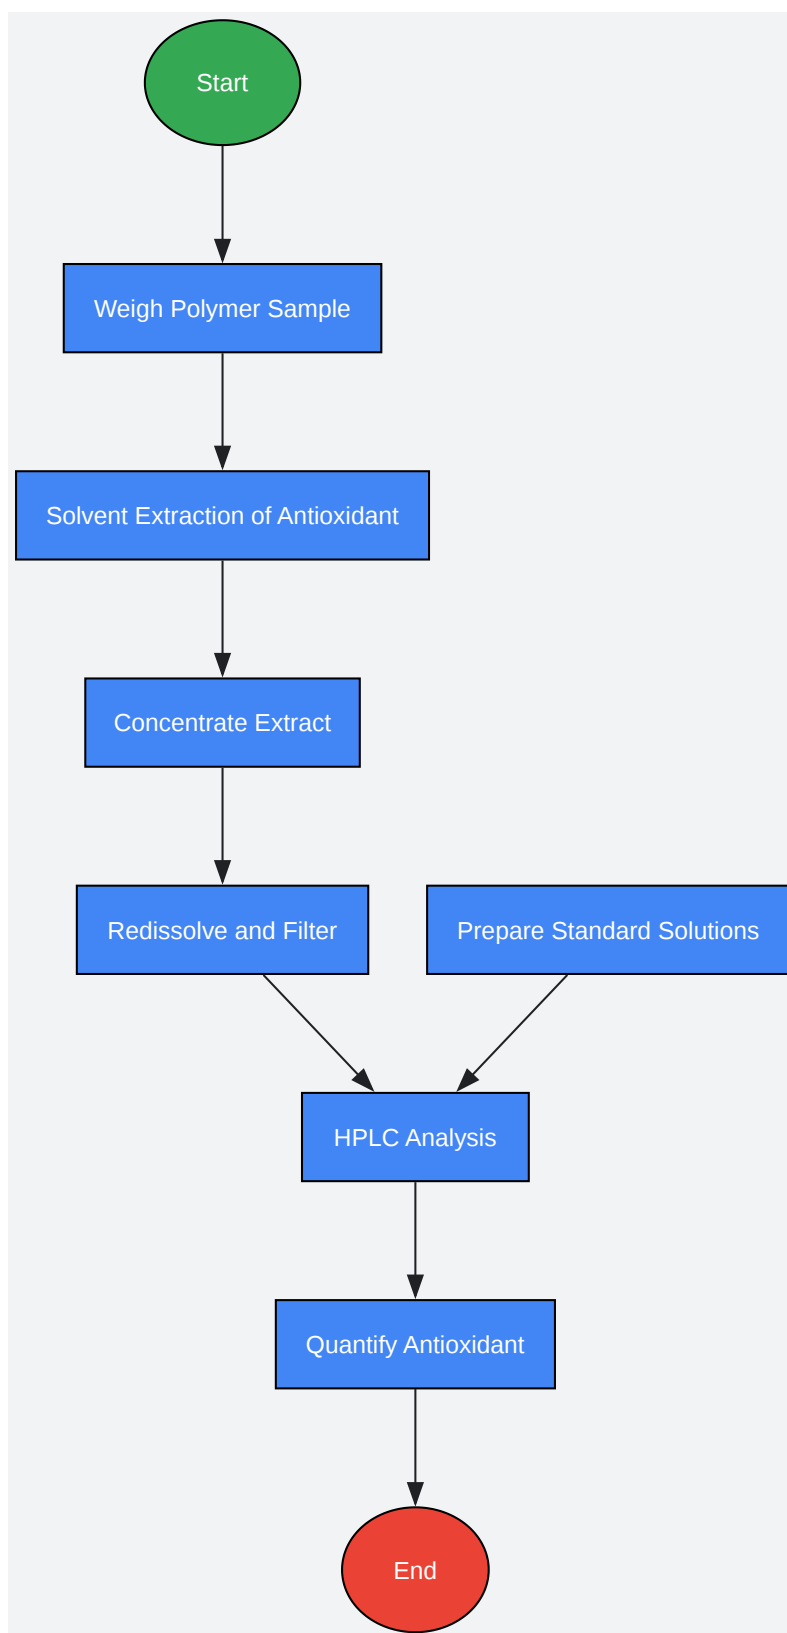 Start
Weigh Polymer Sample
Solvent Extraction of Antioxidant
Concentrate Extract
Redissolve and Filter
Prepare Standard Solutions
HPLC Analysis
Quantify Antioxidant
End